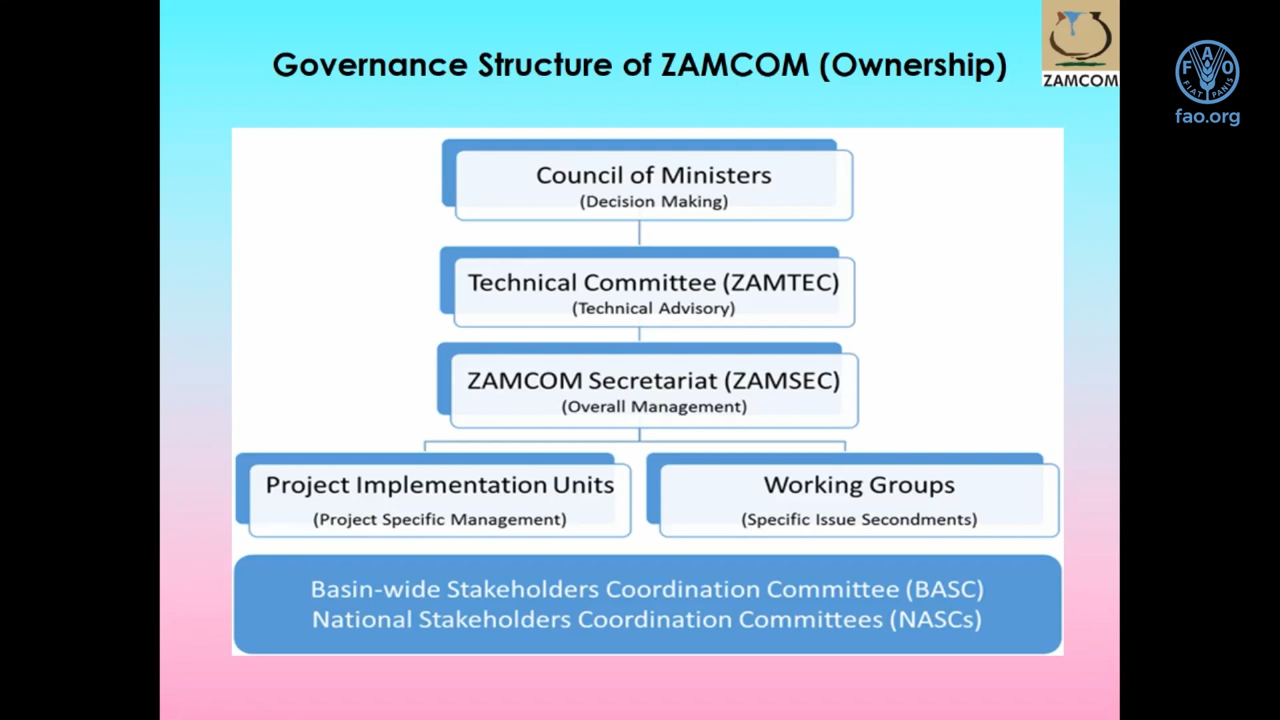 Governance Structure of ZAMCOM (Ownership)
ZAMCOM
F A O
FIAT PANIS
fao.org
Council of Ministers
(Decision Making)
Technical Committee (ZAMTEC)
(Technical Advisory)
ZAMCOM Secretariat (ZAMSEC)
(Overall Management)
Project Implementation Units
(Project Specific Management)
Working Groups
(Specific Issue Secondments)
Basin-wide Stakeholders Coordination Committee (BASC)
National Stakeholders Coordination Committees (NASCs)